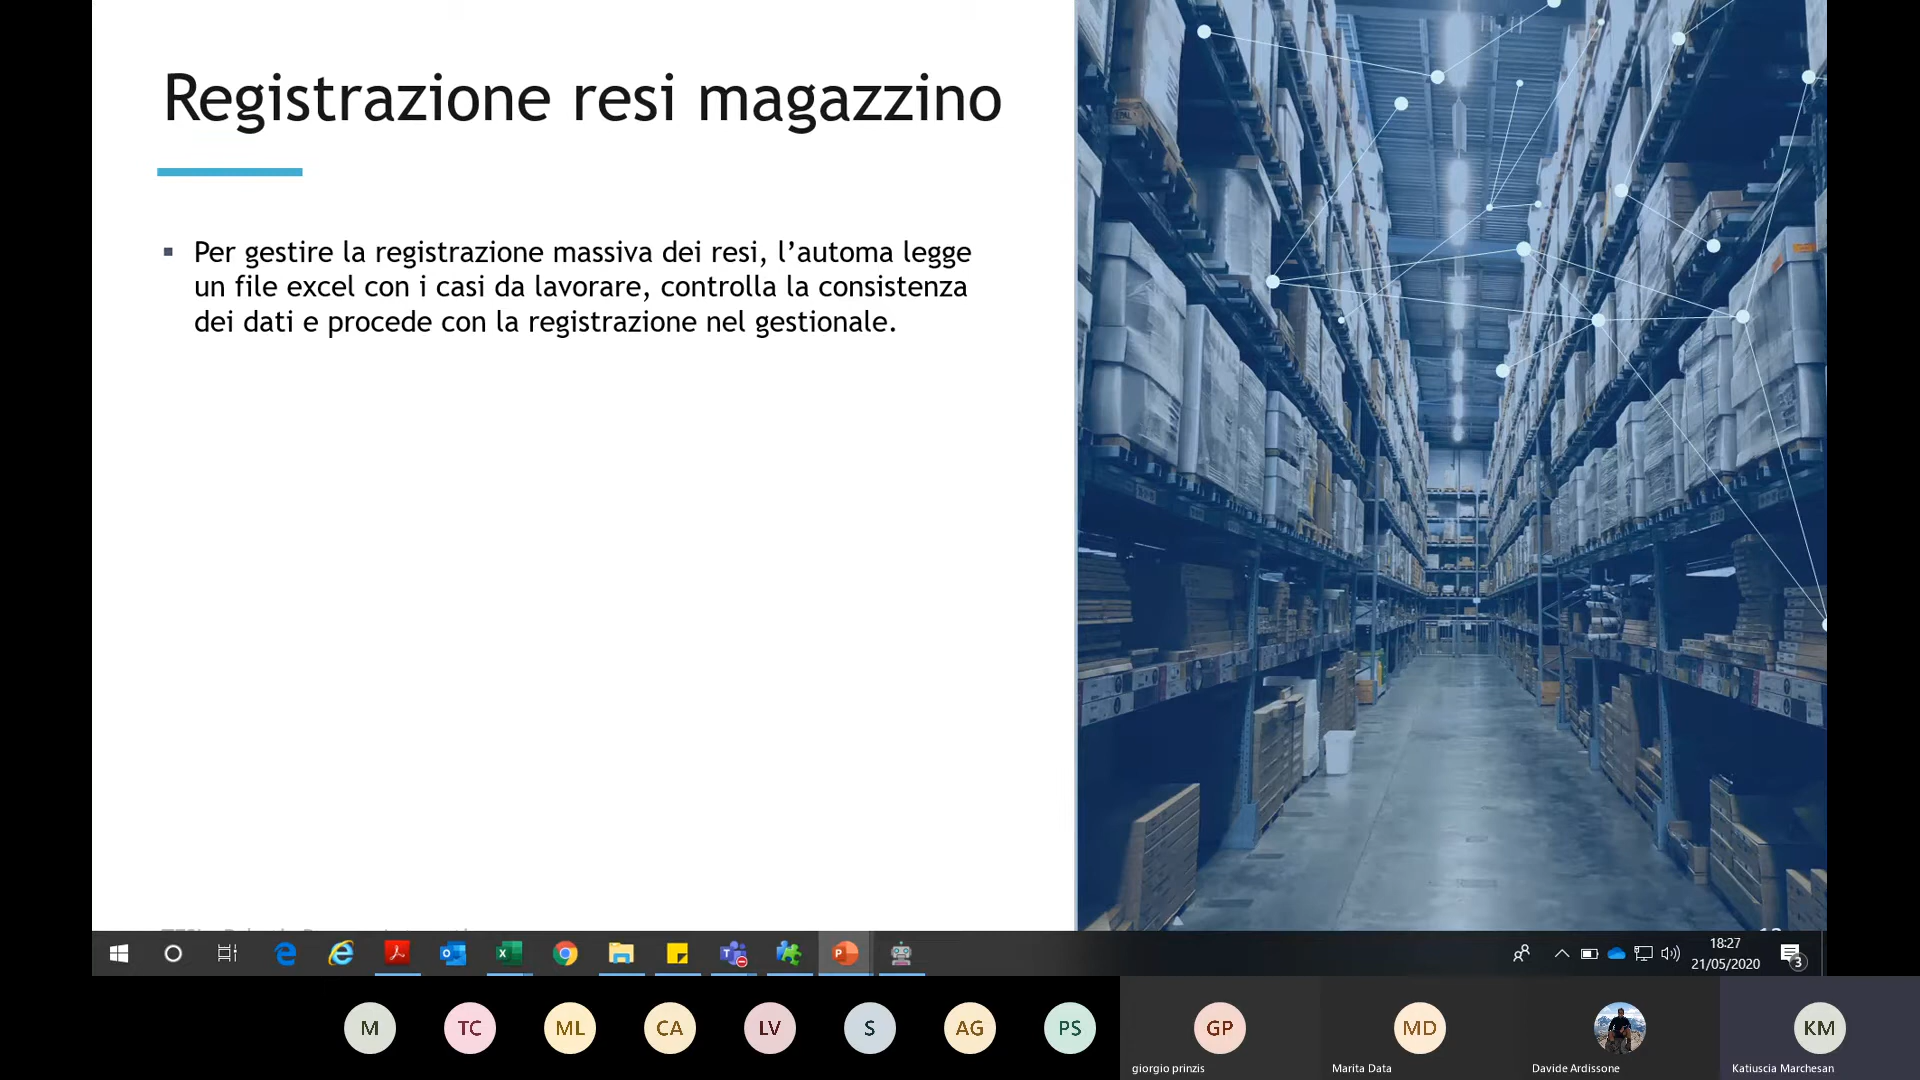 Registrazione resi magazzino
Per gestire la registrazione massiva dei resi, l’automa legge
un file excel con i casi da lavorare, controlla la consistenza
dei dati e procede con la registrazione nel gestionale.
18:27
21/05/2020
3
M
TC
ML
CA
LV
S
AG
PS
GP
MD
KM
giorgio prinzis
Marita Data
Davide Ardissone
Katiuscia Marchesan